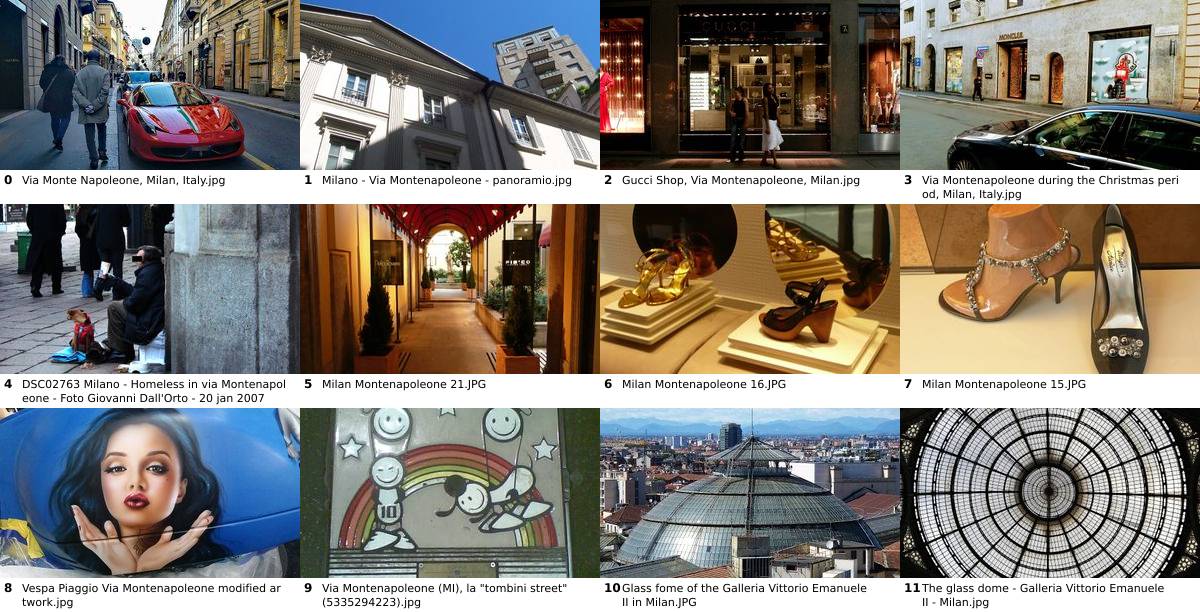 GUCCI
MONCLER
0 Via Monte Napoleone, Milan, Italy.jpg
1 Milano - Via Montenapoleone - panoramio.jpg
2 Gucci Shop, Via Montenapoleone, Milan.jpg
3 Via Montenapoleone during the Christmas peri
od, Milan, Italy.jpg
4 DSC02763 Milano - Homeless in via Montenapol
eone - Foto Giovanni Dall'Orto - 20 jan 2007
5 Milan Montenapoleone 21.JPG
6 Milan Montenapoleone 16.JPG
7 Milan Montenapoleone 15.JPG
10
8 Vespa Piaggio Via Montenapoleone modified ar
twork.jpg
9 Via Montenapoleone (MI), la "tombini street"
(5335294223).jpg
10 Glass fome of the Galleria Vittorio Emanuele
II in Milan.JPG
11 The glass dome - Galleria Vittorio Emanuele
II - Milan.jpg